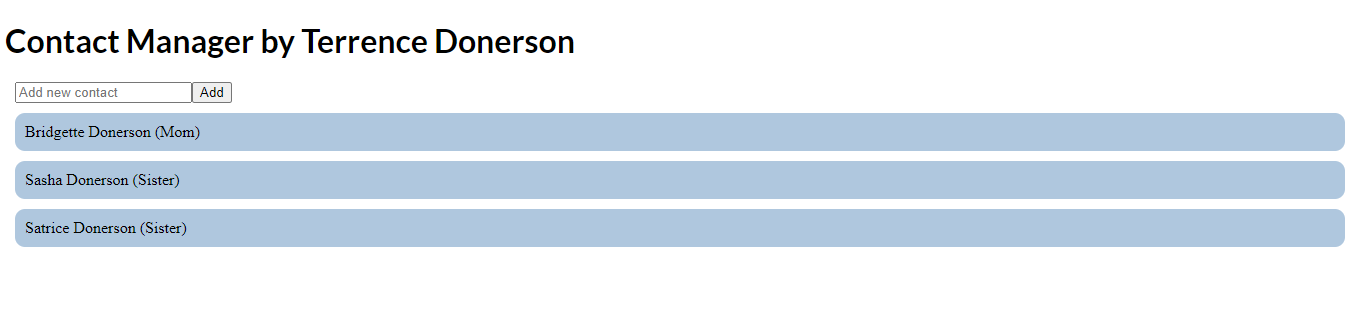 Contact Manager by Terrence Donerson
Add new contact Add
Bridgette Donerson (Mom)
Sasha Donerson (Sister)
Satrice Donerson (Sister)